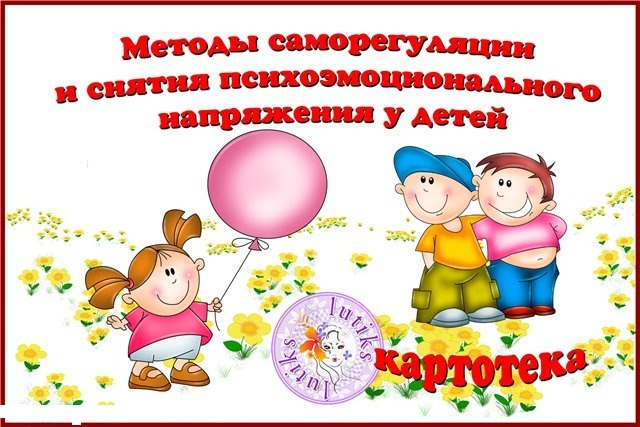 Методы саморегуляции
и снятия психоэмоционального
напряжения у детей
lutiks
lutiks
картотека